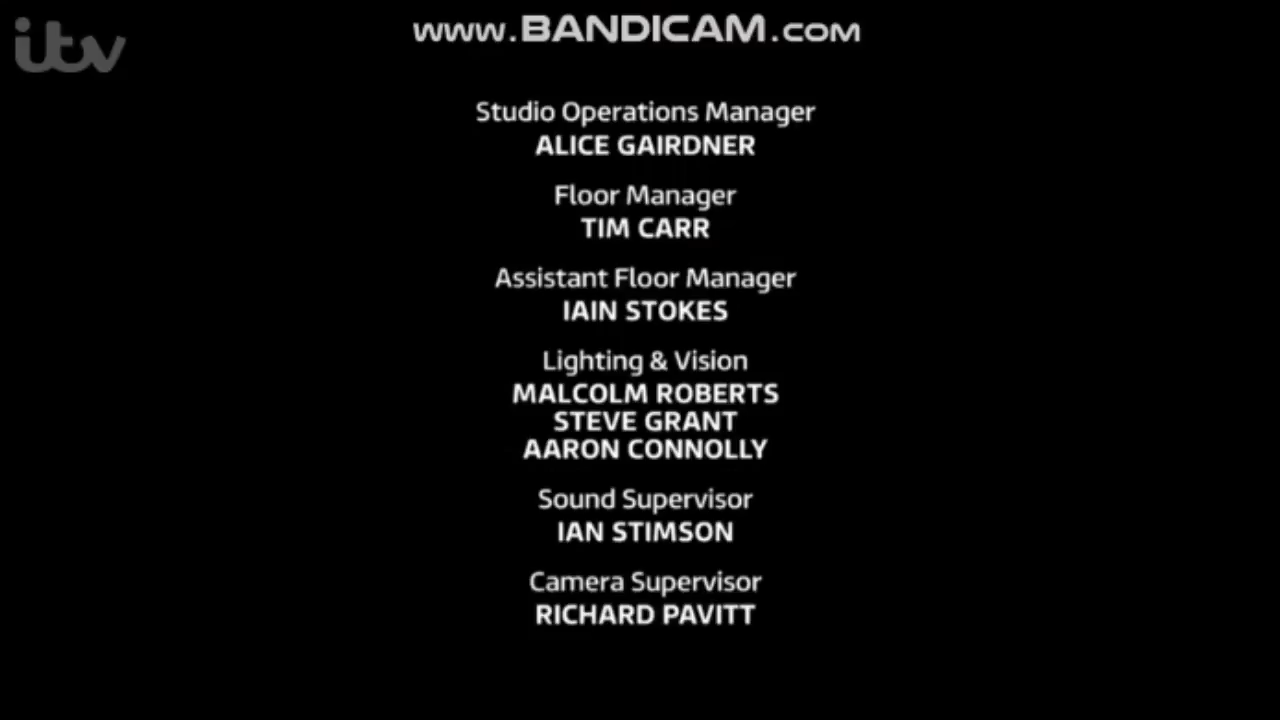 itv
www.BANDICAM.COM
Studio Operations Manager
ALICE GAIRDNER
Floor Manager
TIM CARR
Assistant Floor Manager
IAIN STOKES
Lighting & Vision
MALCOLM ROBERTS
STEVE GRANT
AARON CONNOLLY
Sound Supervisor
IAN STIMSON
Camera Supervisor
RICHARD PAVITT